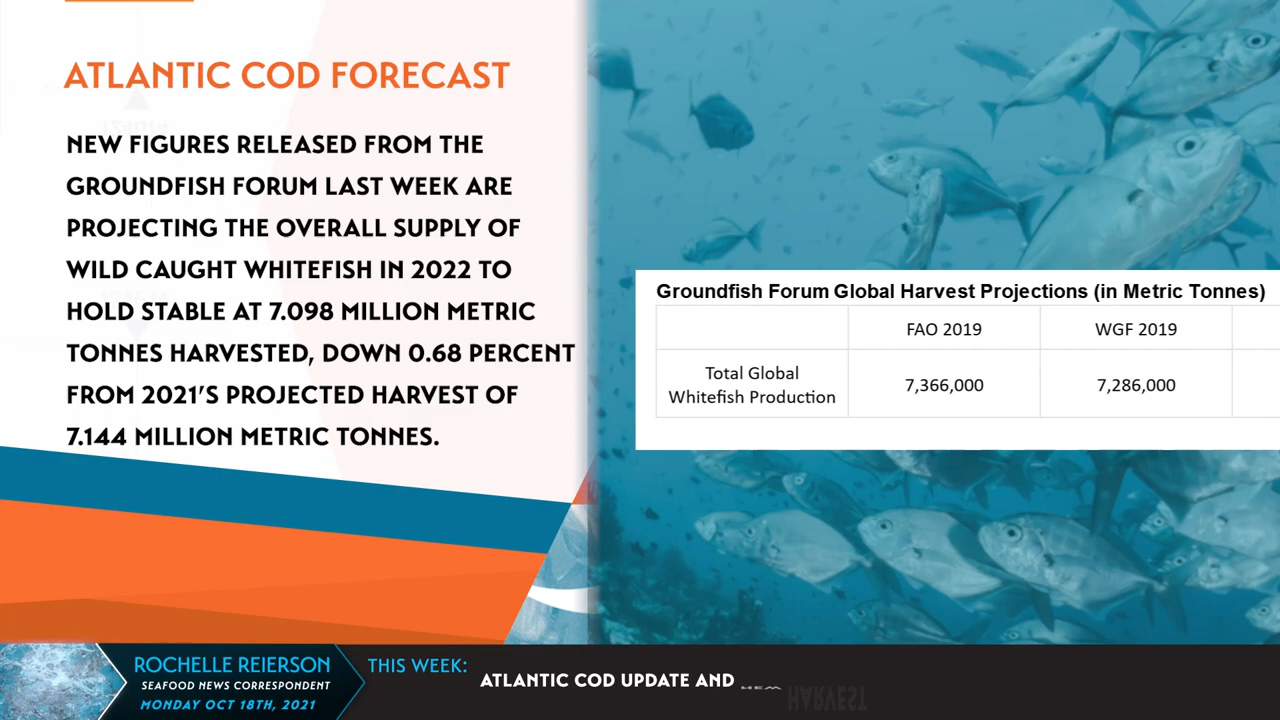 ATLANTIC COD FORECAST
NEW FIGURES RELEASED FROM THE
GROUNDFISH FORUM LAST WEEK ARE
PROJECTING THE OVERALL SUPPLY OF
WILD CAUGHT WHITEFISH IN 2022 TO
HOLD STABLE AT 7.098 MILLION METRIC
TONNES HARVESTED, DOWN 0.68 PERCENT
FROM 2021'S PROJECTED HARVEST OF
7.144 MILLION METRIC TONNES.
Groundfish Forum Global Harvest Projections (in Metric Tonnes)
FAO 2019 WGF 2019
Total Global
Whitefish Production
7,366,000 7,286,000
ROCHELLE REIERSON
SEAFOOD NEWS CORRESPONDENT
MONDAY OCT 18TH, 2021
THIS WEEK:
ATLANTIC COD UPDATE AND
HARVEST